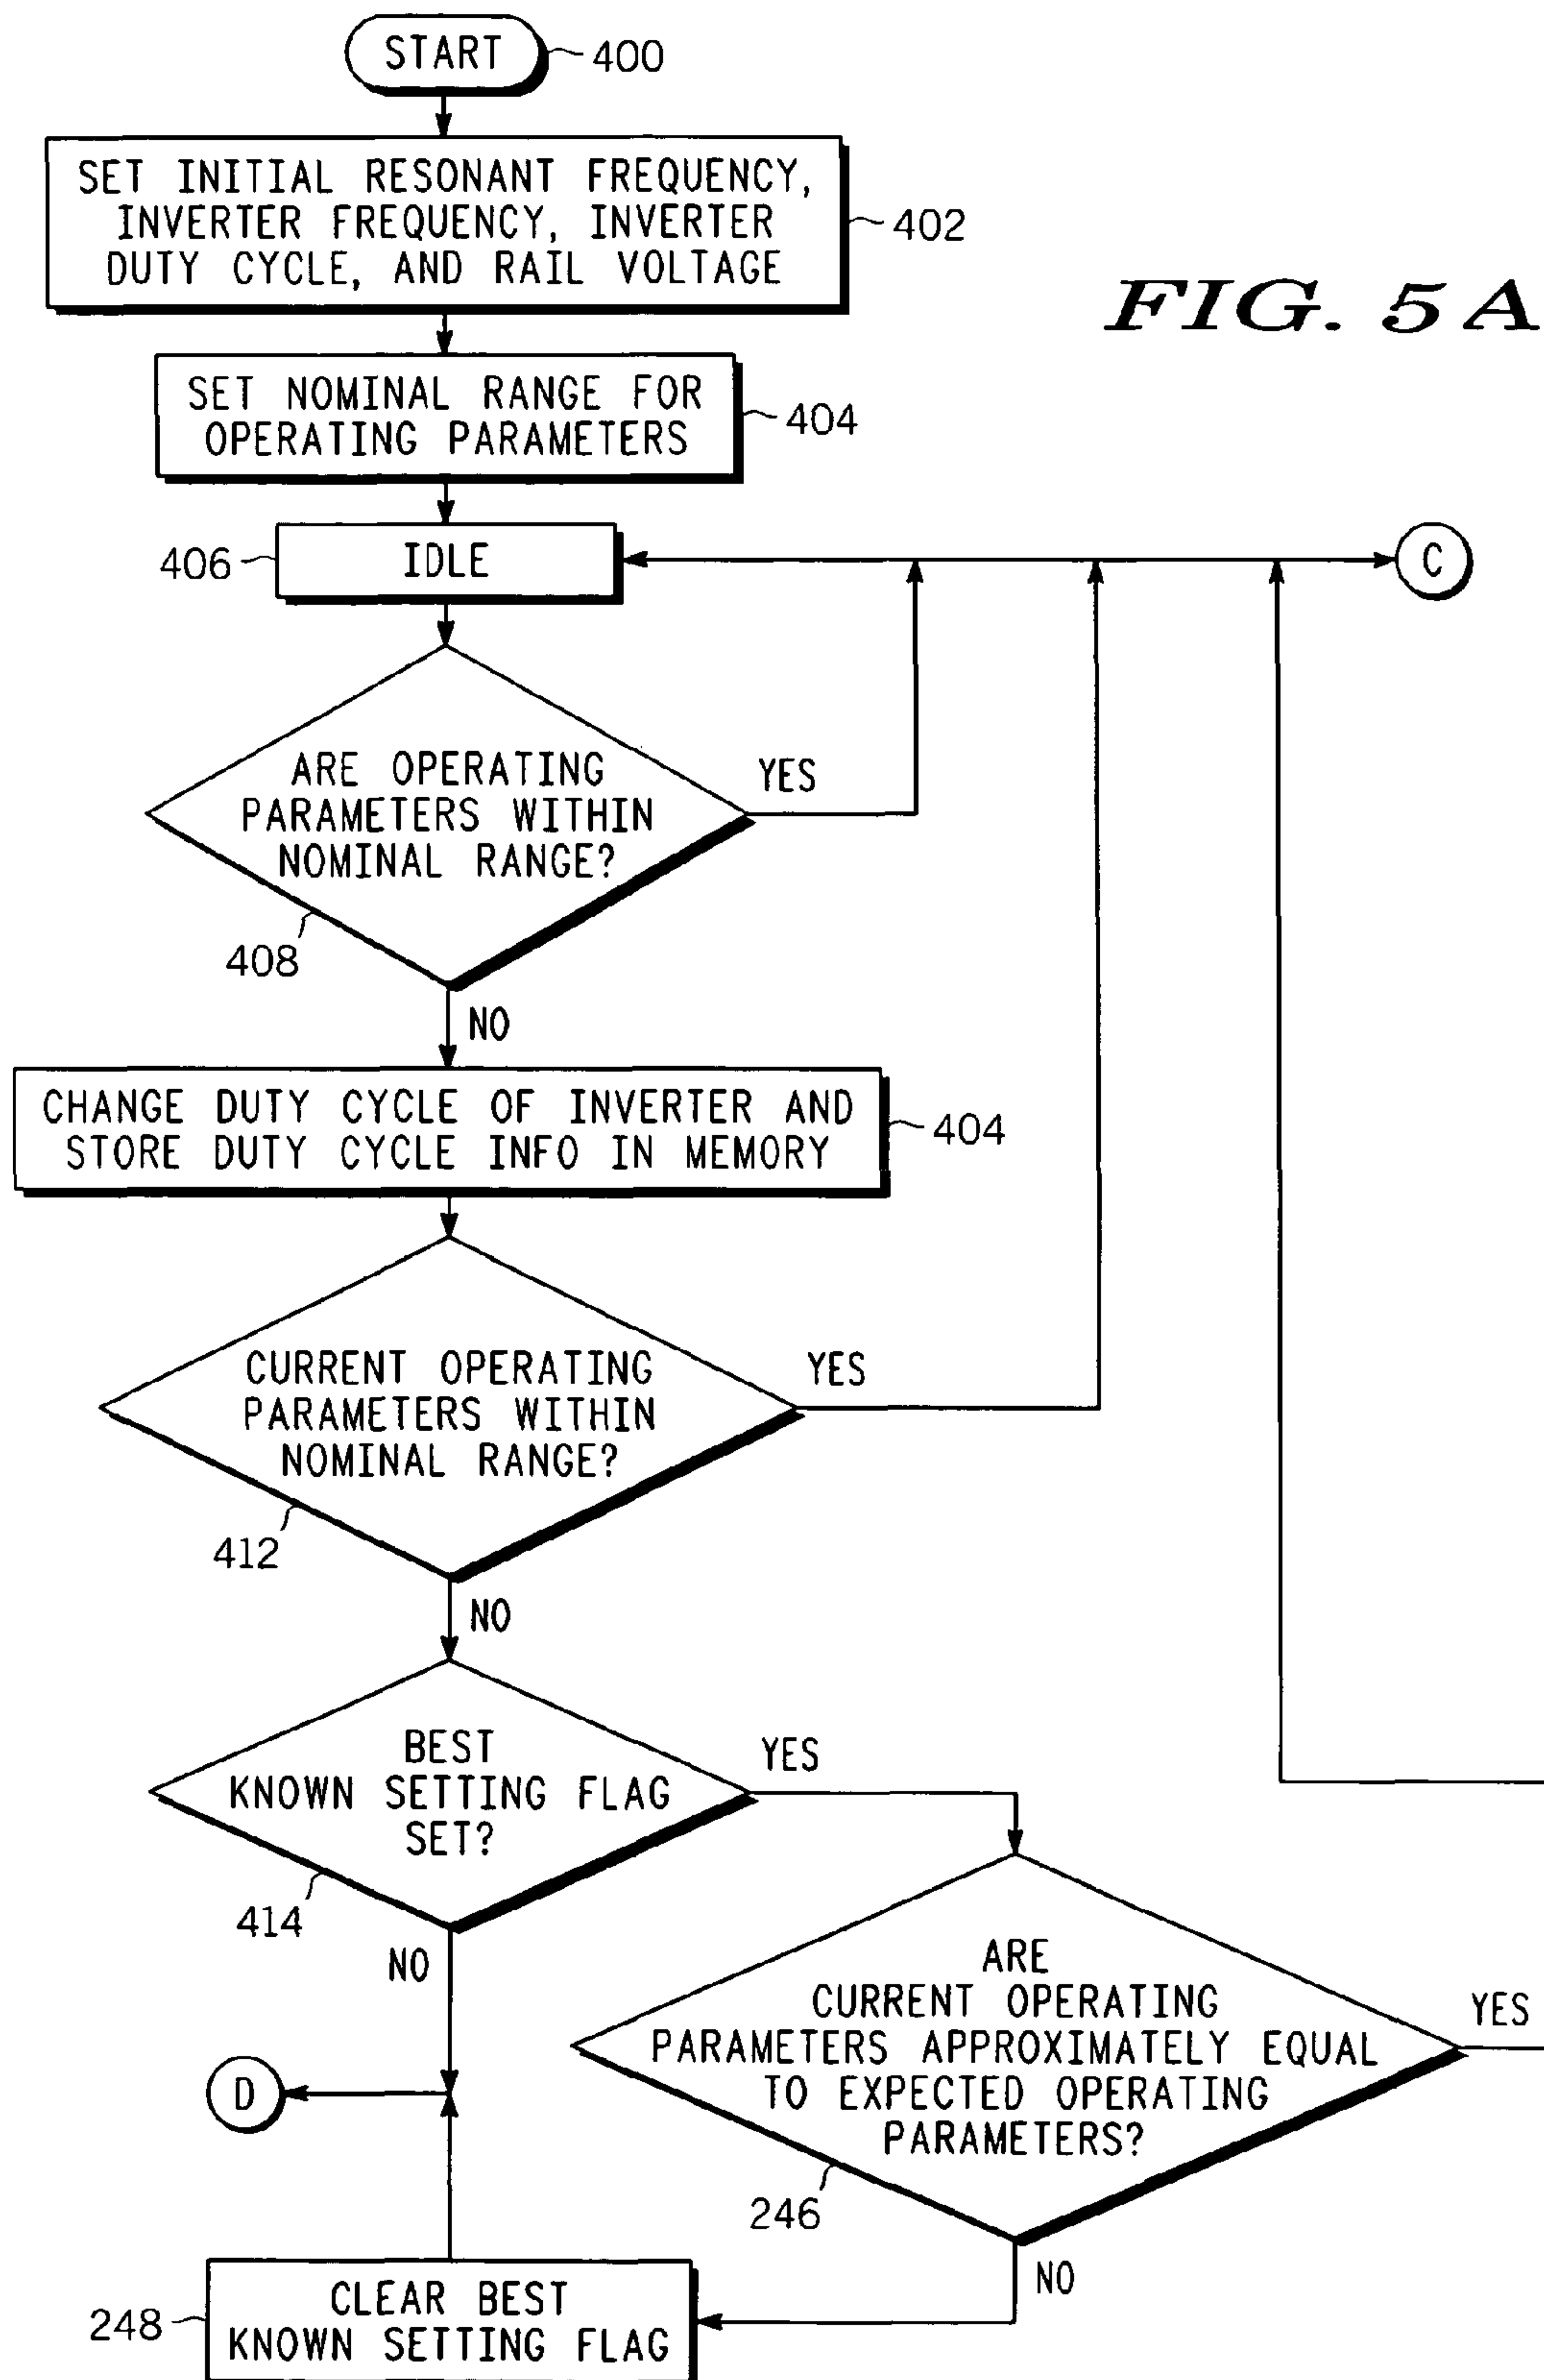 START
400
SET INITIAL RESONANT FREQUENCY,
INVERTER FREQUENCY, INVERTER
DUTY CYCLE, AND RAIL VOLTAGE
402
FIG. 5A
SET NOMINAL RANGE FOR
OPERATING PARAMETERS
404
406
IDLE
C
ARE OPERATING
PARAMETERS WITHIN
NOMINAL RANGE?
YES
408
NO
CHANGE DUTY CYCLE OF INVERTER AND
STORE DUTY CYCLE INFO IN MEMORY
404
CURRENT OPERATING
PARAMETERS WITHIN
NOMINAL RANGE?
YES
412
NO
BEST
KNOWN SETTING FLAG
SET?
YES
414
NO
ARE
CURRENT OPERATING
PARAMETERS APPROXIMATELY EQUAL
TO EXPECTED OPERATING
PARAMETERS?
YES
D
246
NO
CLEAR BEST
KNOWN SETTING FLAG
248